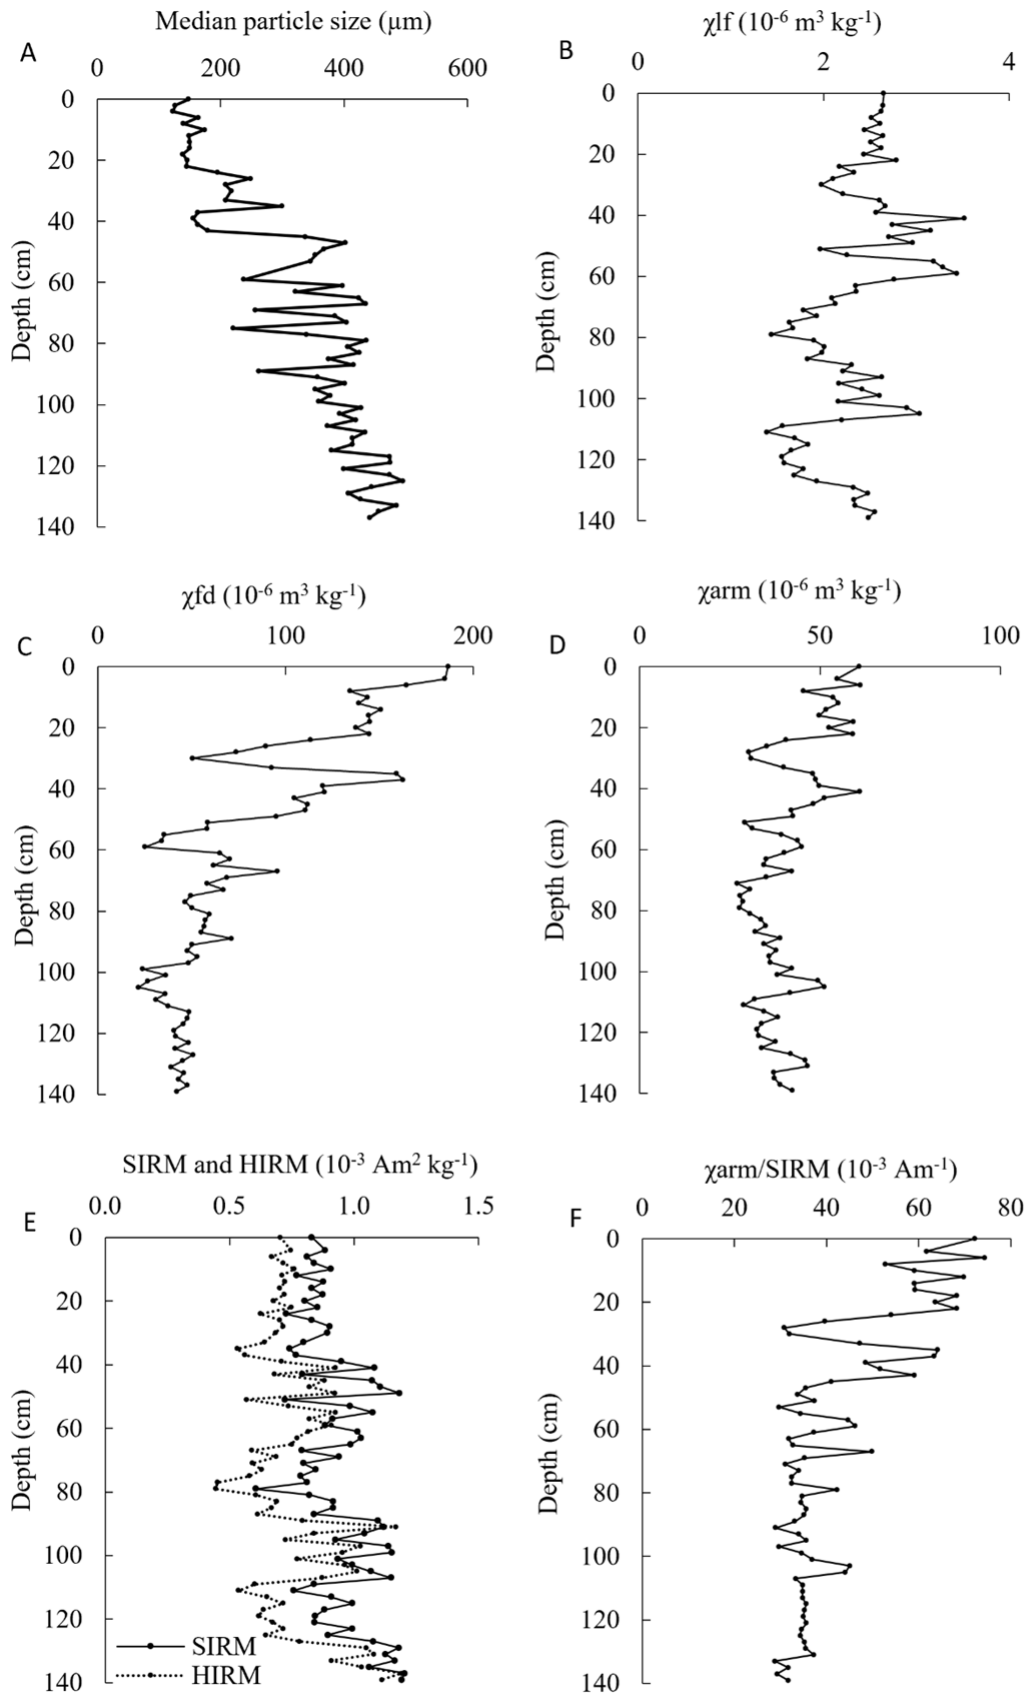 Median particle size (μm)
A
0 200 400 600
0
20
40
60
80
100
120
140
Depth (cm)
χlf (10⁻⁶ m³ kg⁻¹)
B
0 2 4
0
20
40
60
80
100
120
140
Depth (cm)
χfd (10⁻⁶ m³ kg⁻¹)
C
0 100 200
0
20
40
60
80
100
120
140
Depth (cm)
χarm (10⁻⁶ m³ kg⁻¹)
D
0 50 100
0
20
40
60
80
100
120
140
Depth (cm)
SIRM and HIRM (10⁻³ Am² kg⁻¹)
E
0.0 0.5 1.0 1.5
0
20
40
60
80
100
120
140
Depth (cm)
SIRM
HIRM
χarm/SIRM (10⁻³ Am⁻¹)
F
0 20 40 60 80
0
20
40
60
80
100
120
140
Depth (cm)